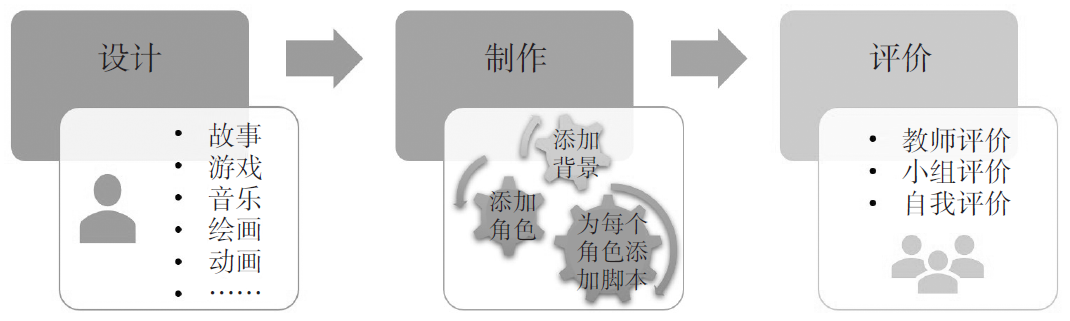 设计
• 故事
• 游戏
• 音乐
• 绘画
• 动画
• ……
制作
添加
背景
添加
角色
为每个
角色添
加脚本
评价
• 教师评价
• 小组评价
• 自我评价